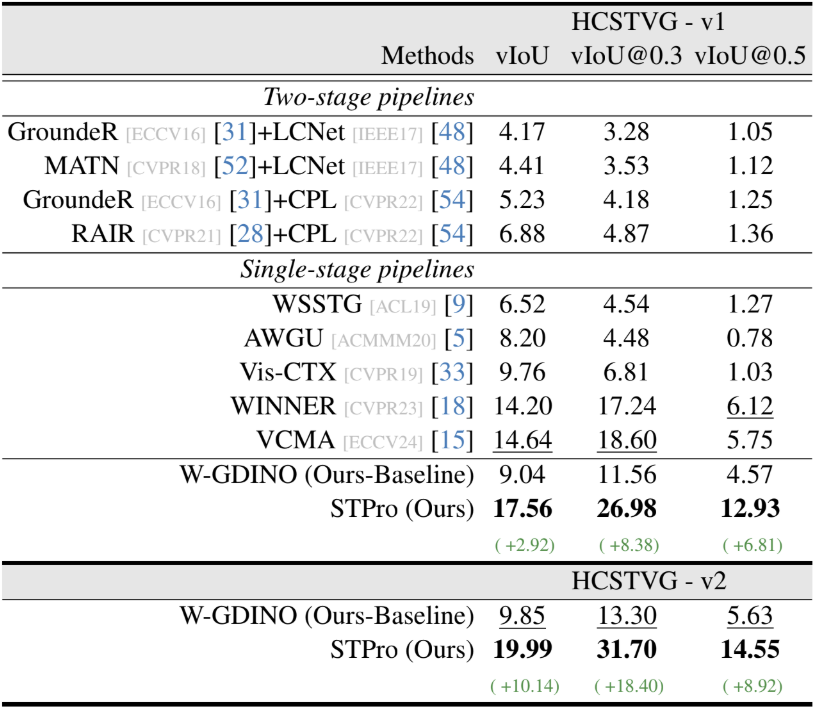 HCSTVG - v1
Methods vIoU vIoU@0.3 vIoU@0.5
Two-stage pipelines
GroundeR [ECCV16] [31]+LCNet [IEEE17] [48] 4.17 3.28 1.05
MATN [CVPR18] [52]+LCNet [IEEE17] [48] 4.41 3.53 1.12
GroundeR [ECCV16] [31]+CPL [CVPR22] [54] 5.23 4.18 1.25
RAIR [CVPR21] [28]+CPL [CVPR22] [54] 6.88 4.87 1.36
Single-stage pipelines
WSSTG [ACL19] [9] 6.52 4.54 1.27
AWGU [ACMMM20] [5] 8.20 4.48 0.78
Vis-CTX [CVPR19] [33] 9.76 6.81 1.03
WINNER [CVPR23] [18] 14.20 17.24 6.12
VCMA [ECCV24] [15] 14.64 18.60 5.75
W-GDINO (Ours-Baseline) 9.04 11.56 4.57
STPro (Ours) 17.56 26.98 12.93
( +2.92) ( +8.38) ( +6.81)
HCSTVG - v2
W-GDINO (Ours-Baseline) 9.85 13.30 5.63
STPro (Ours) 19.99 31.70 14.55
( +10.14) ( +18.40) ( +8.92)